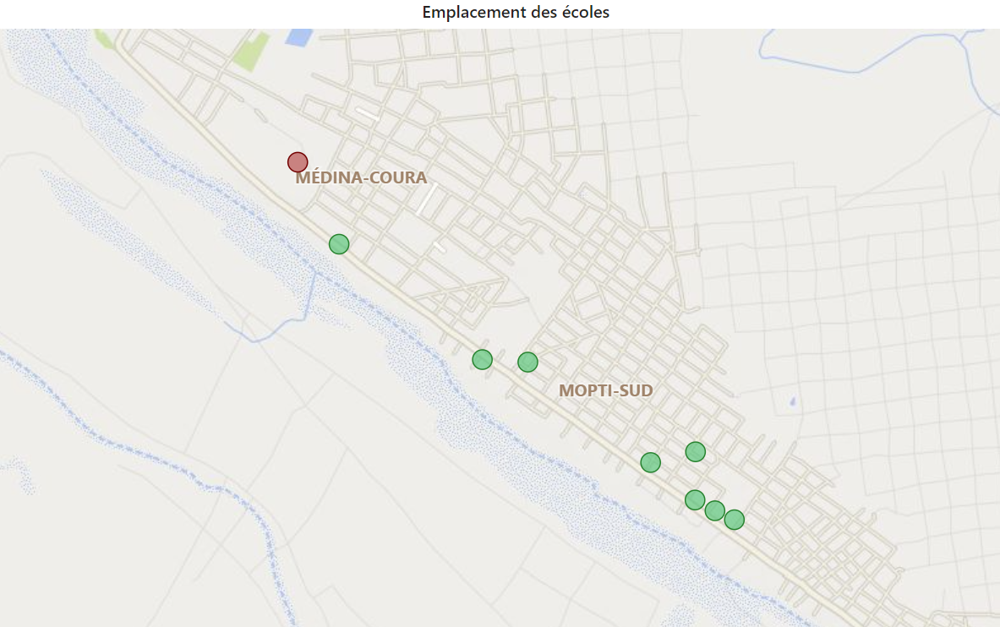 Emplacement des écoles
MÉDINA-COURA
MOPTI-SUD